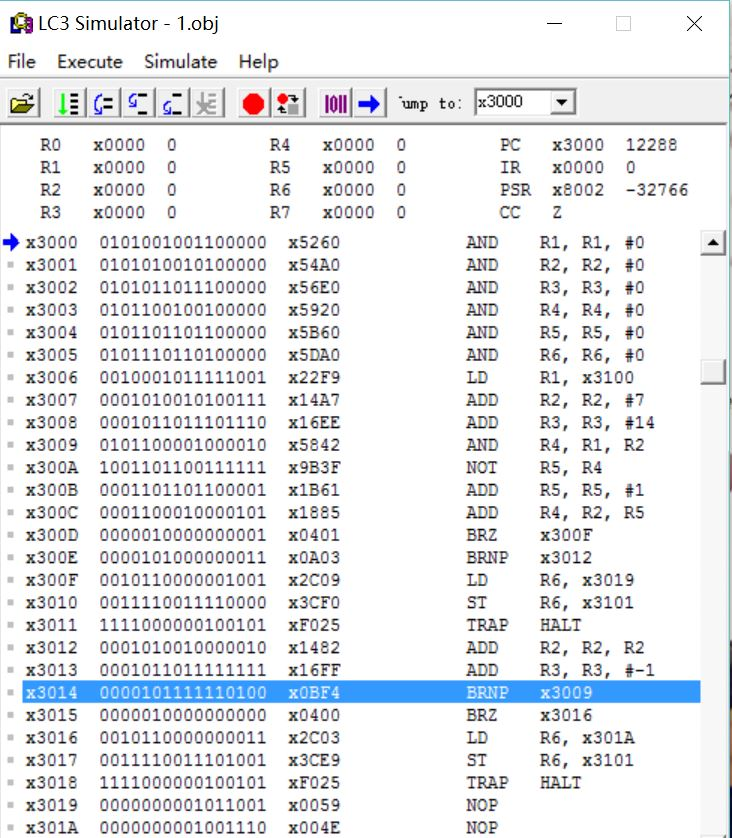 LC3 Simulator - 1.obj
File Execute Simulate Help
Jump to: x3000
R0 x0000 0 R4 x0000 0 PC x3000 12288
R1 x0000 0 R5 x0000 0 IR x0000 0
R2 x0000 0 R6 x0000 0 PSR x8002 -32766
R3 x0000 0 R7 x0000 0 CC Z
x3000 0101001001100000 x5260 AND R1, R1, #0
x3001 0101010010100000 x54A0 AND R2, R2, #0
x3002 0101011011100000 x56E0 AND R3, R3, #0
x3003 0101100100100000 x5920 AND R4, R4, #0
x3004 0101101101100000 x5B60 AND R5, R5, #0
x3005 0101110110100000 x5DA0 AND R6, R6, #0
x3006 0010001011111001 x22F9 LD R1, x3100
x3007 0001010010100111 x14A7 ADD R2, R2, #7
x3008 0001011011101110 x16EE ADD R3, R3, #14
x3009 0101100001000010 x5842 AND R4, R1, R2
x300A 1001101100111111 x9B3F NOT R5, R4
x300B 0001101101100001 x1B61 ADD R5, R5, #1
x300C 0001100010000101 x1885 ADD R4, R2, R5
x300D 0000010000000001 x0401 BRZ x300F
x300E 0000101000000011 x0A03 BRNP x3012
x300F 0010110000001001 x2C09 LD R6, x3019
x3010 0011110011110000 x3CF0 ST R6, x3101
x3011 1111000000100101 xF025 TRAP HALT
x3012 0001010010000010 x1482 ADD R2, R2, R2
x3013 0001011011111111 x16FF ADD R3, R3, #-1
x3014 0000101111110100 x0BF4 BRNP x3009
x3015 0000010000000000 x0400 BRZ x3016
x3016 0010110000000011 x2C03 LD R6, x301A
x3017 0011110011101001 x3CE9 ST R6, x3101
x3018 1111000000100101 xF025 TRAP HALT
x3019 0000000001011001 x0059 NOP
x301A 0000000001001110 x004E NOP